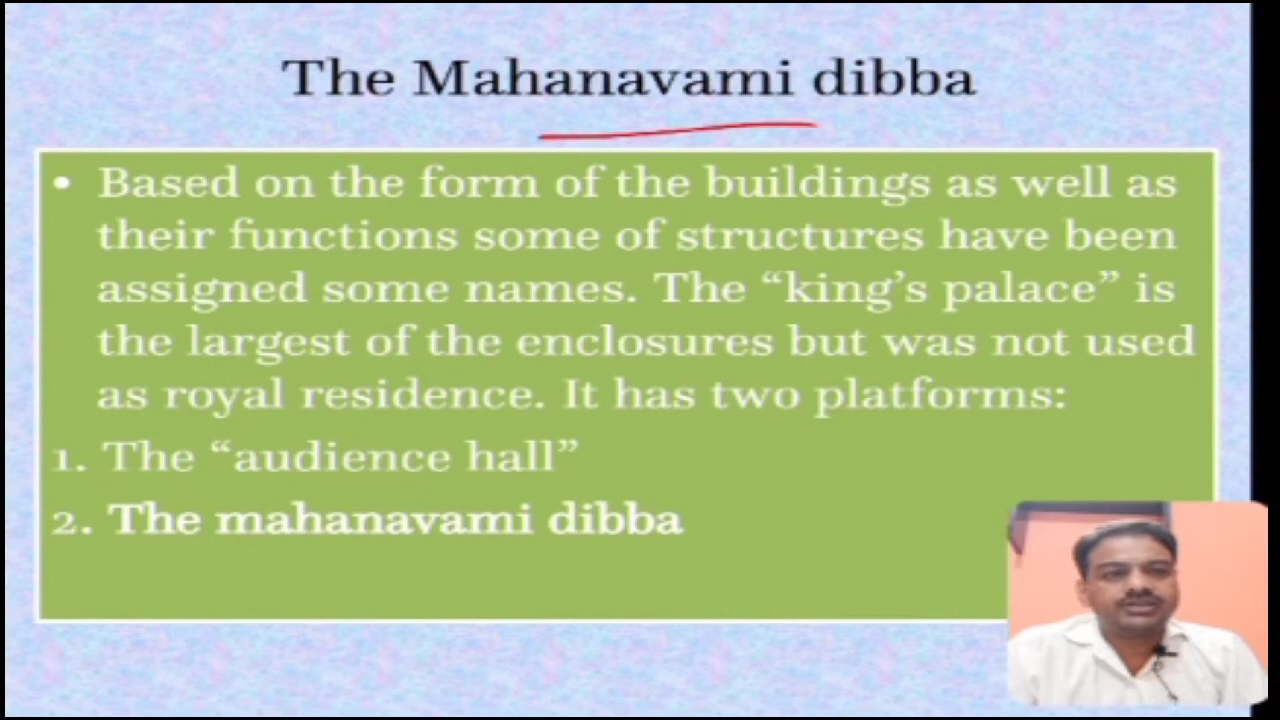 The Mahanavami dibba
• Based on the form of the buildings as well as
their functions some of structures have been
assigned some names. The “king’s palace” is
the largest of the enclosures but was not used
as royal residence. It has two platforms:
1. The “audience hall”
2. The mahanavami dibba